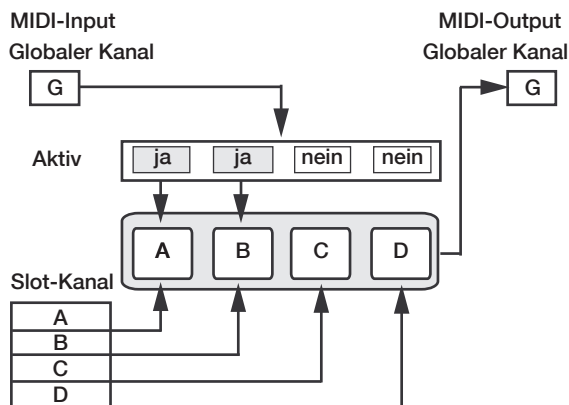 MIDI-Input
Globaler Kanal
G
MIDI-Output
Globaler Kanal
G
Aktiv
ja
ja
nein
nein
A
B
C
D
Slot-Kanal
A
B
C
D